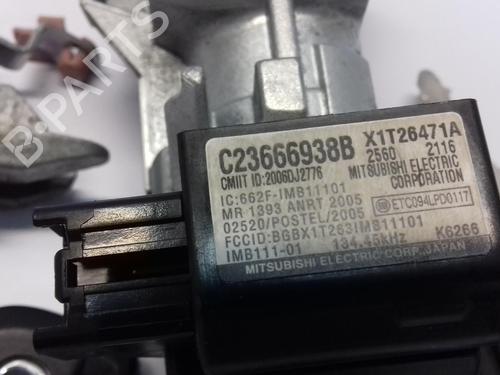 C23666938B X1T26471A
CMIIT ID:2006DJ2776 2560 2116
IC:662F-IMB11101 MITSUBISHI ELECTRIC CORPORATION
MR 1393 ANRT 2005
02520/POSTEL/2005 ETC094LPD0117
FCCID:BGBX1T263IMB11101
IMB111-01 134.45kHz K6266
MITSUBISHI ELECTRIC CORP. JAPAN
B-PARTS